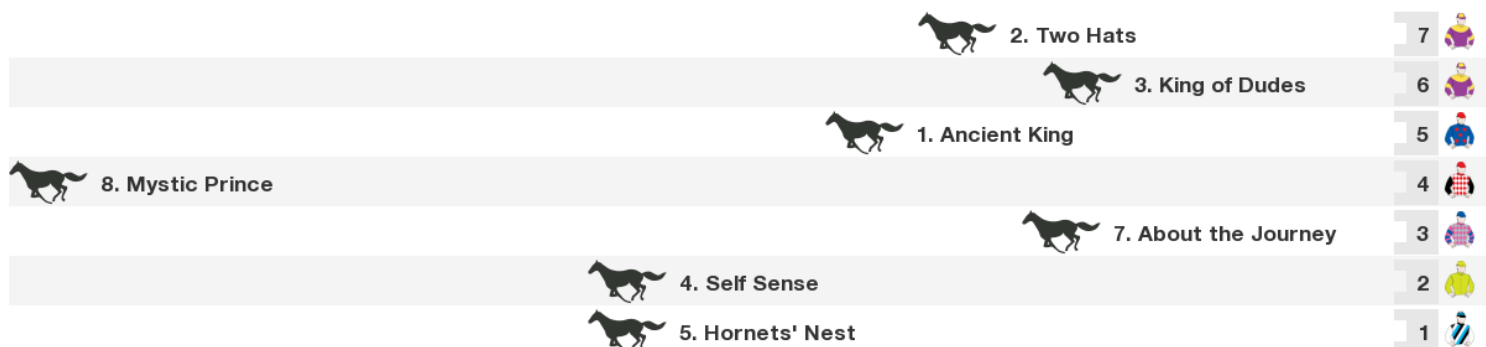 2. Two Hats 7
3. King of Dudes 6
1. Ancient King 5
8. Mystic Prince 4
7. About the Journey 3
4. Self Sense 2
5. Hornets' Nest 1